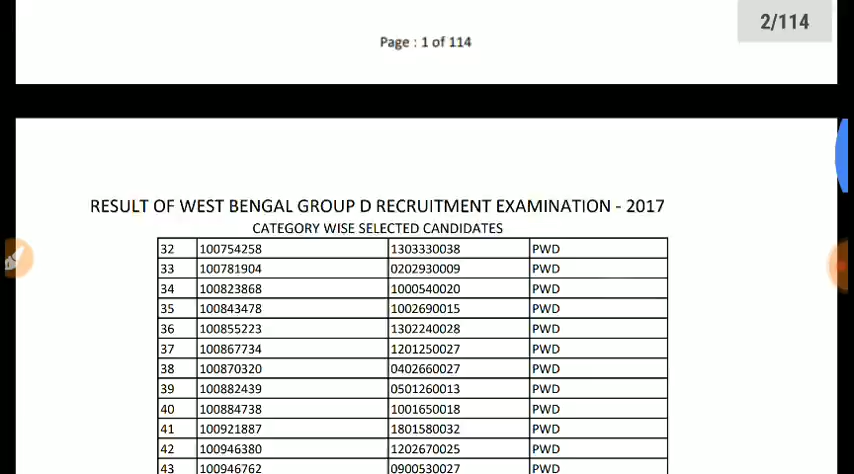 2/114
Page : 1 of 114
RESULT OF WEST BENGAL GROUP D RECRUITMENT EXAMINATION - 2017
CATEGORY WISE SELECTED CANDIDATES
32 100754258 1303330038 PWD
33 100781904 0202930009 PWD
34 100823868 1000540020 PWD
35 100843478 1002690015 PWD
36 100855223 1302240028 PWD
37 100867734 1201250027 PWD
38 100870320 0402660027 PWD
39 100882439 0501260013 PWD
40 100884738 1001650018 PWD
41 100921887 1801580032 PWD
42 100946380 1202670025 PWD
43 100946762 0900530027 PWD